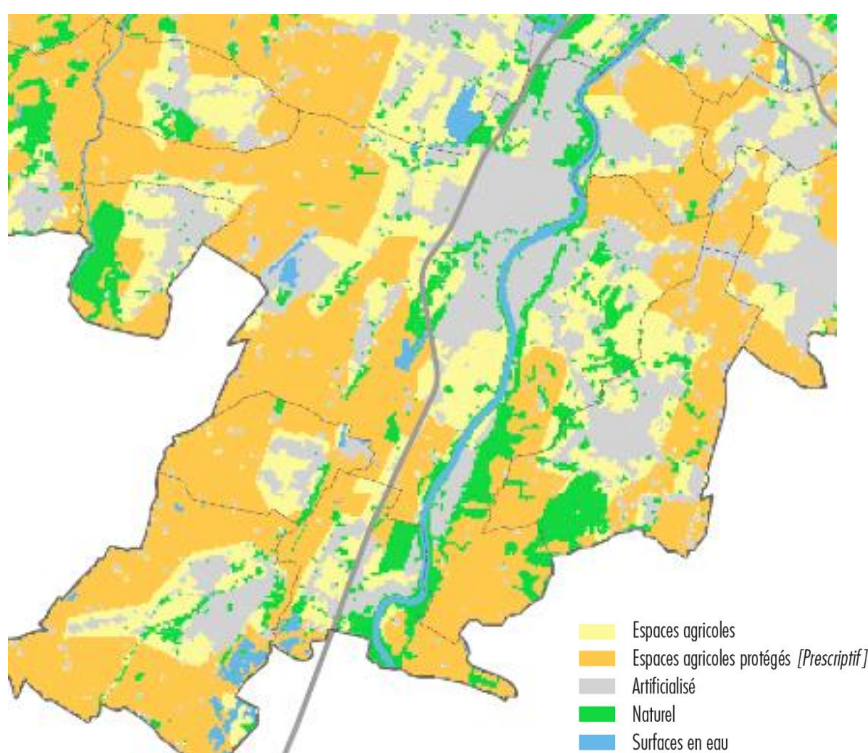 Espaces agricoles
Espaces agricoles protégés [Prescriptif]
Artificialisé
Naturel
Surfaces en eau